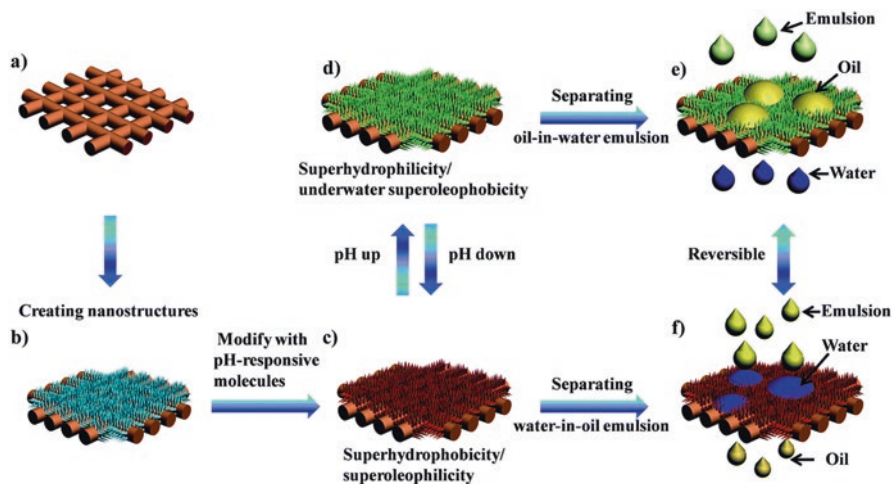 a)
d)
e)
Emulsion
Oil
Separating
oil-in-water emulsion
Superhydrophilicity/
underwater superoleophobicity
Water
pH up
pH down
Reversible
Creating nanostructures
b)
Modify with
pH-responsive
molecules
c)
f)
Emulsion
Water
Separating
water-in-oil emulsion
Superhydrophobicity/
superoleophilicity
Oil